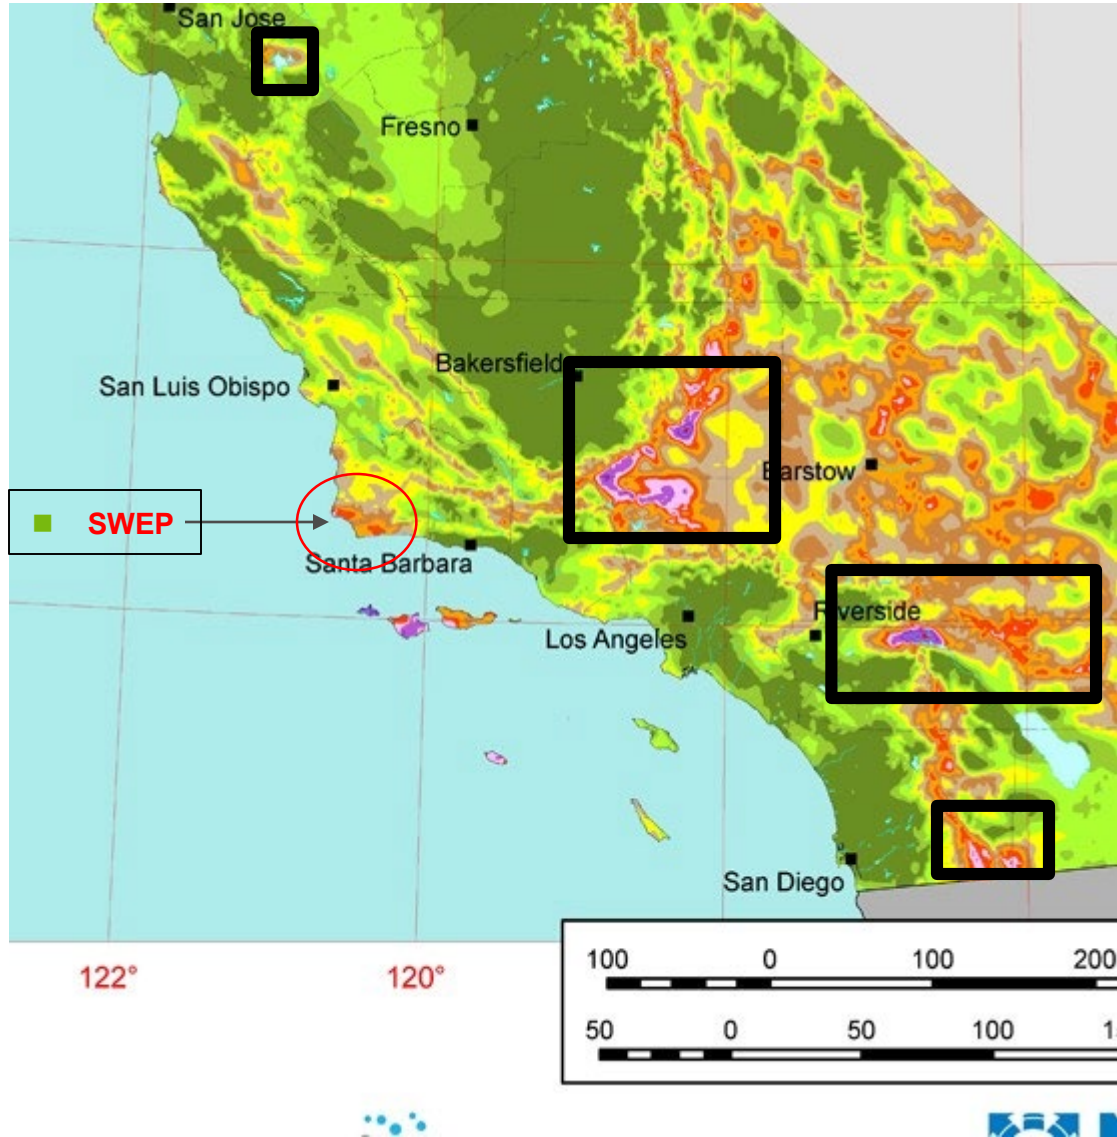 San Jose
Fresno
Bakersfield
San Luis Obispo
Barstow
SWEP
Santa Barbara
Riverside
Los Angeles
San Diego
122°
120°
100 0 100 200
50 0 50 100